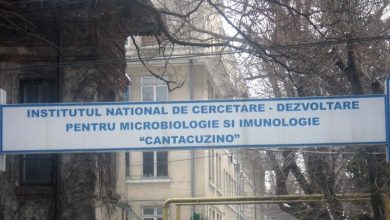 INSTITUTUL NATIONAL DE CERCETARE - DEZVOLTARE
PENTRU MICROBIOLOGIE SI IMUNOLOGIE
“CANTACUZINO”